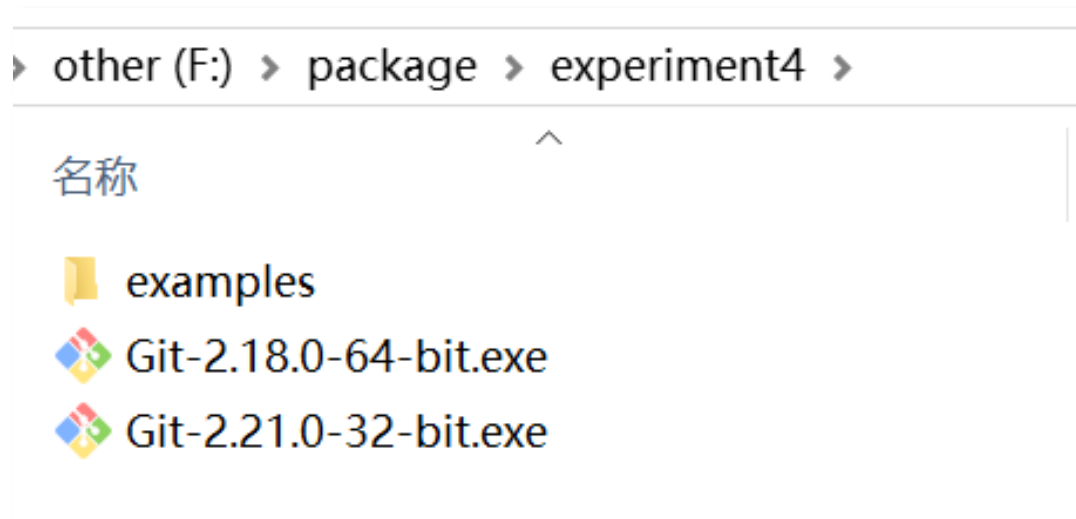 other (F:) > package > experiment4 >
名称
examples
Git-2.18.0-64-bit.exe
Git-2.21.0-32-bit.exe